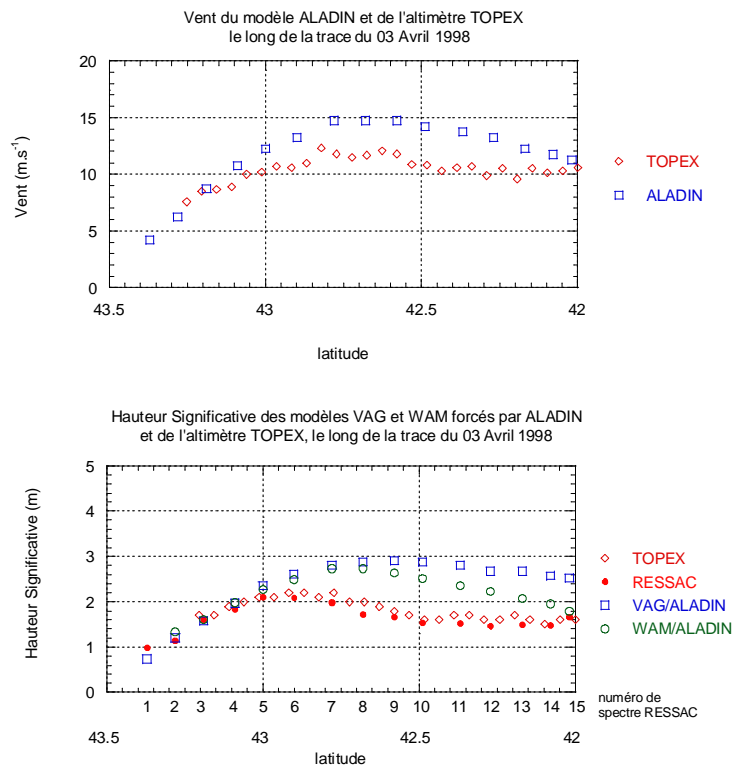 Vent du modèle ALADIN et de l'altimètre TOPEX
le long de la trace du 03 Avril 1998
Vent (m.s⁻¹)
20
15
10
5
0
43.5
43
42.5
42
latitude
TOPEX
ALADIN
Hauteur Significative des modèles VAG et WAM forcés par ALADIN
et de l'altimètre TOPEX, le long de la trace du 03 Avril 1998
Hauteur Significative (m)
5
4
3
2
1
0
1 2 3 4 5 6 7 8 9 10 11 12 13 14 15
43.5
43
42.5
42
latitude
TOPEX
RESSAC
VAG/ALADIN
WAM/ALADIN
numéro de
spectre RESSAC